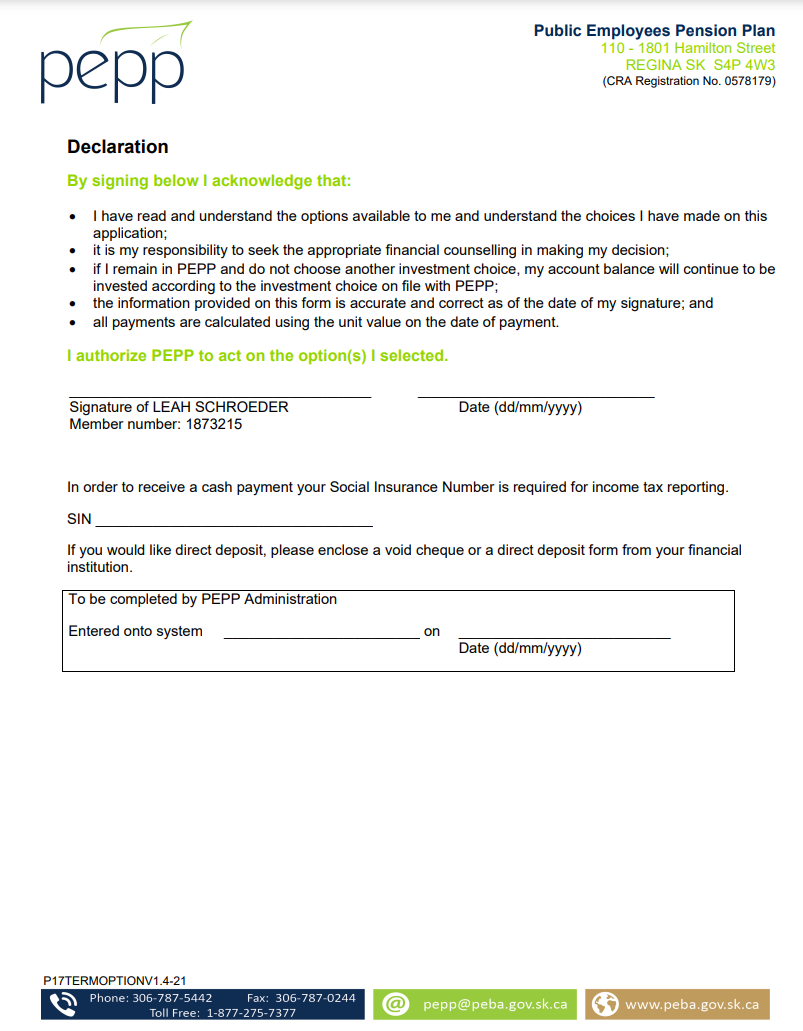 pepp
Public Employees Pension Plan
110 - 1801 Hamilton Street
REGINA SK  S4P 4W3
(CRA Registration No. 0578179)
Declaration
By signing below I acknowledge that:
• I have read and understand the options available to me and understand the choices I have made on this
application;
• it is my responsibility to seek the appropriate financial counselling in making my decision;
• if I remain in PEPP and do not choose another investment choice, my account balance will continue to be
invested according to the investment choice on file with PEPP;
• the information provided on this form is accurate and correct as of the date of my signature; and
• all payments are calculated using the unit value on the date of payment.
I authorize PEPP to act on the option(s) I selected.
Signature of LEAH SCHROEDER Date (dd/mm/yyyy)
Member number: 1873215
In order to receive a cash payment your Social Insurance Number is required for income tax reporting.
SIN
If you would like direct deposit, please enclose a void cheque or a direct deposit form from your financial
institution.
To be completed by PEPP Administration
Entered onto system on
Date (dd/mm/yyyy)
P17TERMOPTIONV1.4-21
Phone: 306-787-5442 Fax: 306-787-0244
Toll Free: 1-877-275-7377
pepp@peba.gov.sk.ca
www.peba.gov.sk.ca